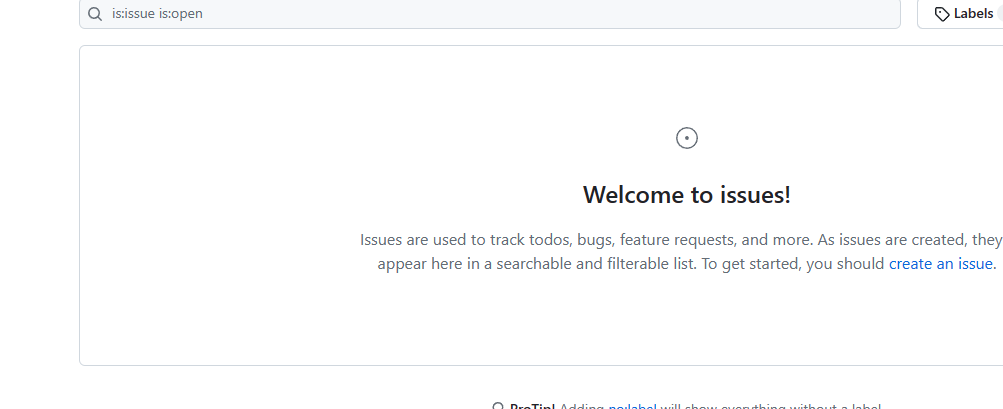 is:issue is:open
Labels
Welcome to issues!
Issues are used to track todos, bugs, feature requests, and more. As issues are created, they
appear here in a searchable and filterable list. To get started, you should create an issue.
ProTip! Adding no:label will show everything without a label.